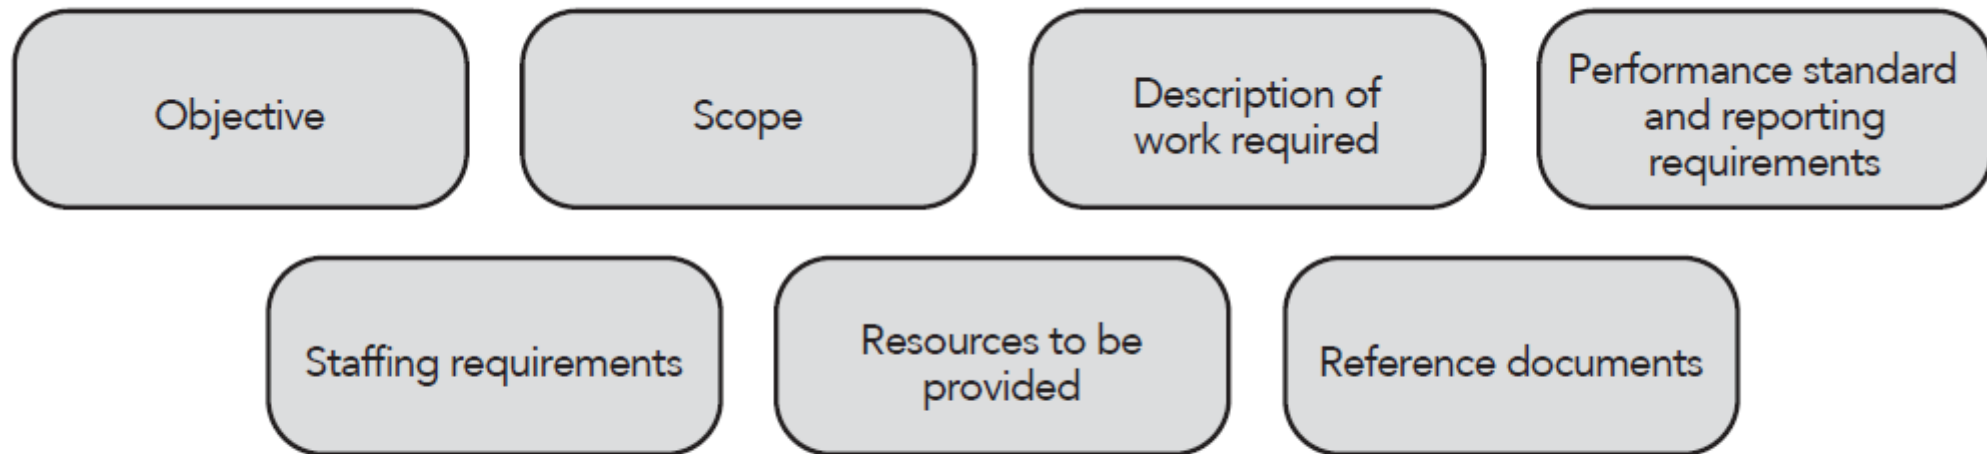 Objective
Scope
Description of
work required
Performance standard
and reporting
requirements
Staffing requirements
Resources to be
provided
Reference documents